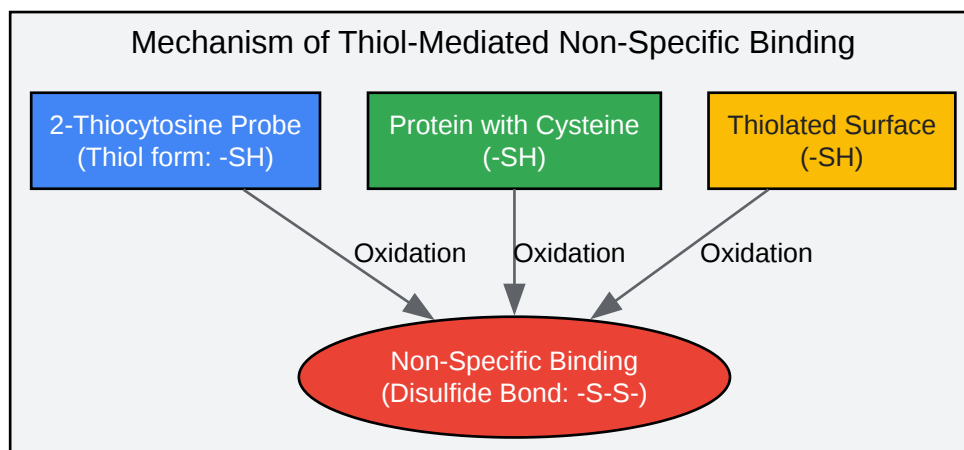 Mechanism of Thiol-Mediated Non-Specific Binding
2-Thiocytosine Probe
(Thiol form: -SH)
Protein with Cysteine
(-SH)
Thiolated Surface
(-SH)
Oxidation
Oxidation
Oxidation
Non-Specific Binding
(Disulfide Bond: -S-S-)